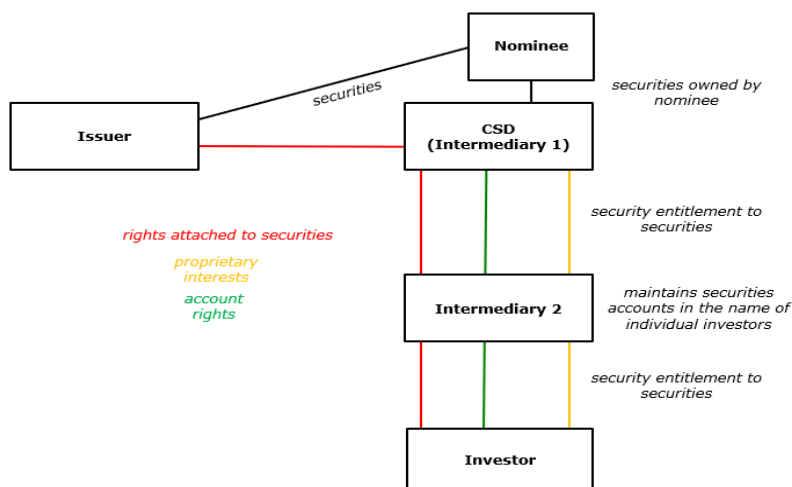 Nominee
securities
securities owned by
nominee
Issuer
CSD
(Intermediary 1)
rights attached to securities
proprietary
interests
account
rights
security entitlement to
securities
Intermediary 2
maintains securities
accounts in the name of
individual investors
security entitlement to
securities
Investor